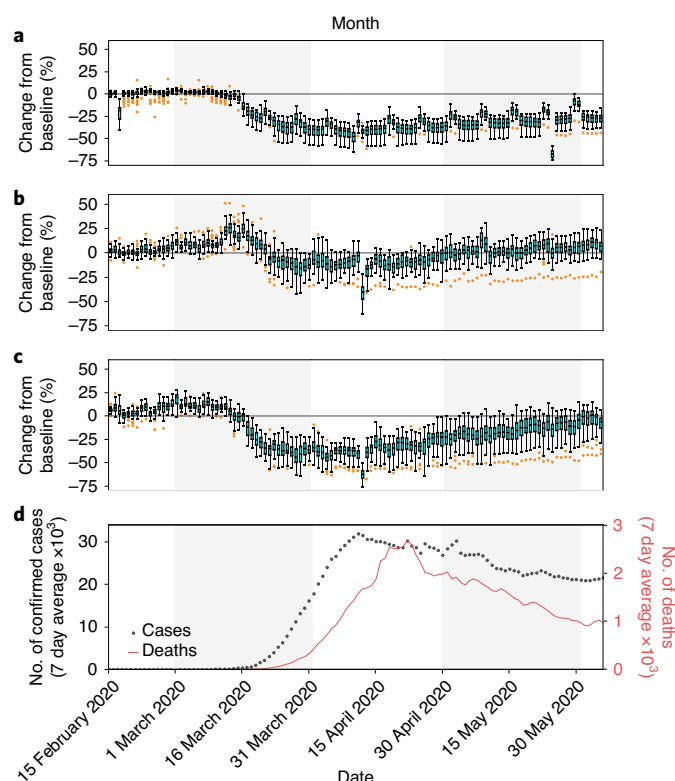 Month
a
50
25
0
−25
−50
−75
Change from
baseline (%)
b
50
25
0
−25
−50
−75
Change from
baseline (%)
c
50
25
0
−25
−50
−75
Change from
baseline (%)
d
30
20
10
0
No. of confirmed cases
(7 day average ×10³)
Cases
Deaths
3
2
1
0
No. of deaths
(7 day average ×10³)
15 February 2020
1 March 2020
16 March 2020
31 March 2020
15 April 2020
30 April 2020
15 May 2020
30 May 2020
Date